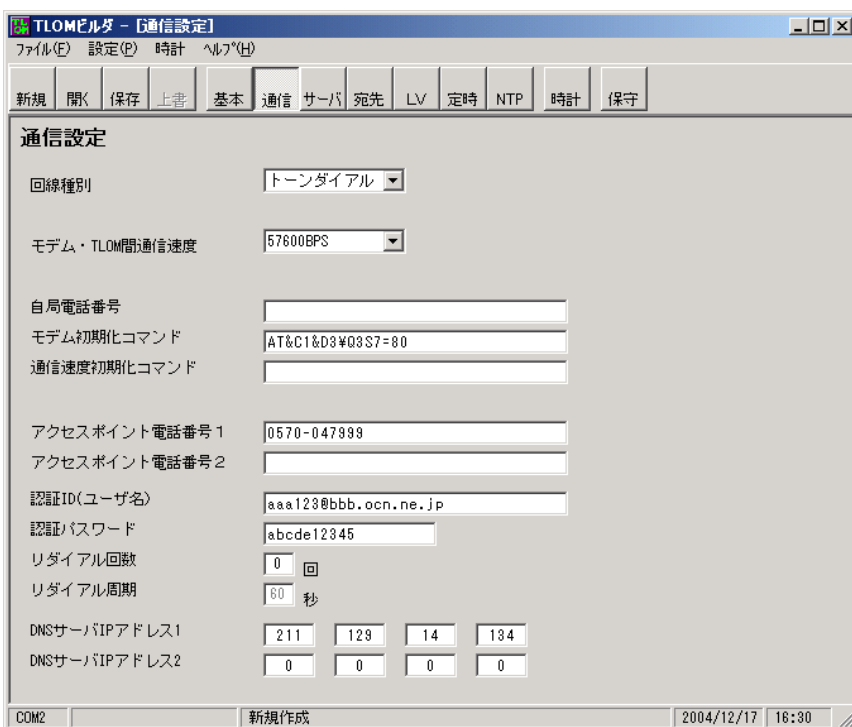 TLOMビルダ - [通信設定]
ファイル(F) 設定(P) 時計 ヘルプ(H)
新規 開く 保存 上書 基本 通信 サーバ 宛先 LV 定時 NTP 時計 保守
通信設定
回線種別 トーンダイアル
モデム・TLOM間通信速度 57600BPS
自局電話番号
モデム初期化コマンド AT&C1&D3¥Q3S7=80
通信速度初期化コマンド
アクセスポイント電話番号1 0570-047999
アクセスポイント電話番号2
認証ID(ユーザ名) aaa123@bbb.ocn.ne.jp
認証パスワード abcde12345
リダイアル回数 0 回
リダイアル周期 60 秒
DNSサーバIPアドレス1 211 129 14 134
DNSサーバIPアドレス2 0 0 0 0
COM2 新規作成 2004/12/17 16:30